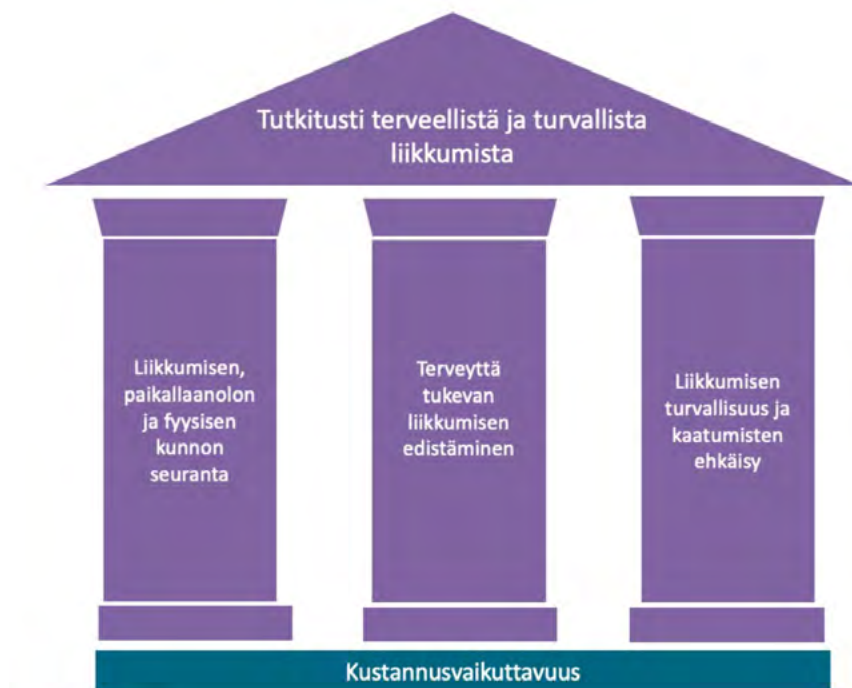 Tutkitusti terveellistä ja turvallista
liikkumista
Liikkumisen,
paikallaanolon
ja fyysisen
kunnon
seuranta
Terveyttä
tukevan
liikkumisen
edistäminen
Liikkumisen
turvallisuus ja
kaatumisten
ehkäisy
Kustannusvaikuttavuus